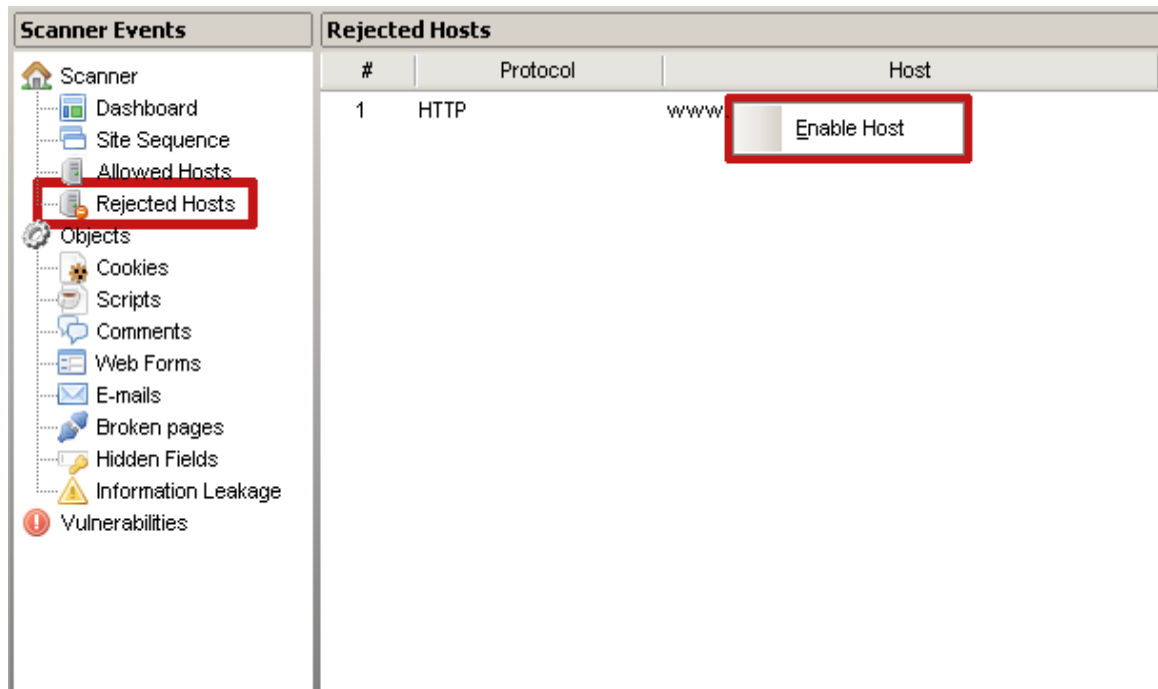 Scanner Events
Scanner
Dashboard
Site Sequence
Allowed Hosts
Rejected Hosts
Objects
Cookies
Scripts
Comments
Web Forms
E-mails
Broken pages
Hidden Fields
Information Leakage
Vulnerabilities
Rejected Hosts
# Protocol Host
1 HTTP www.
Enable Host